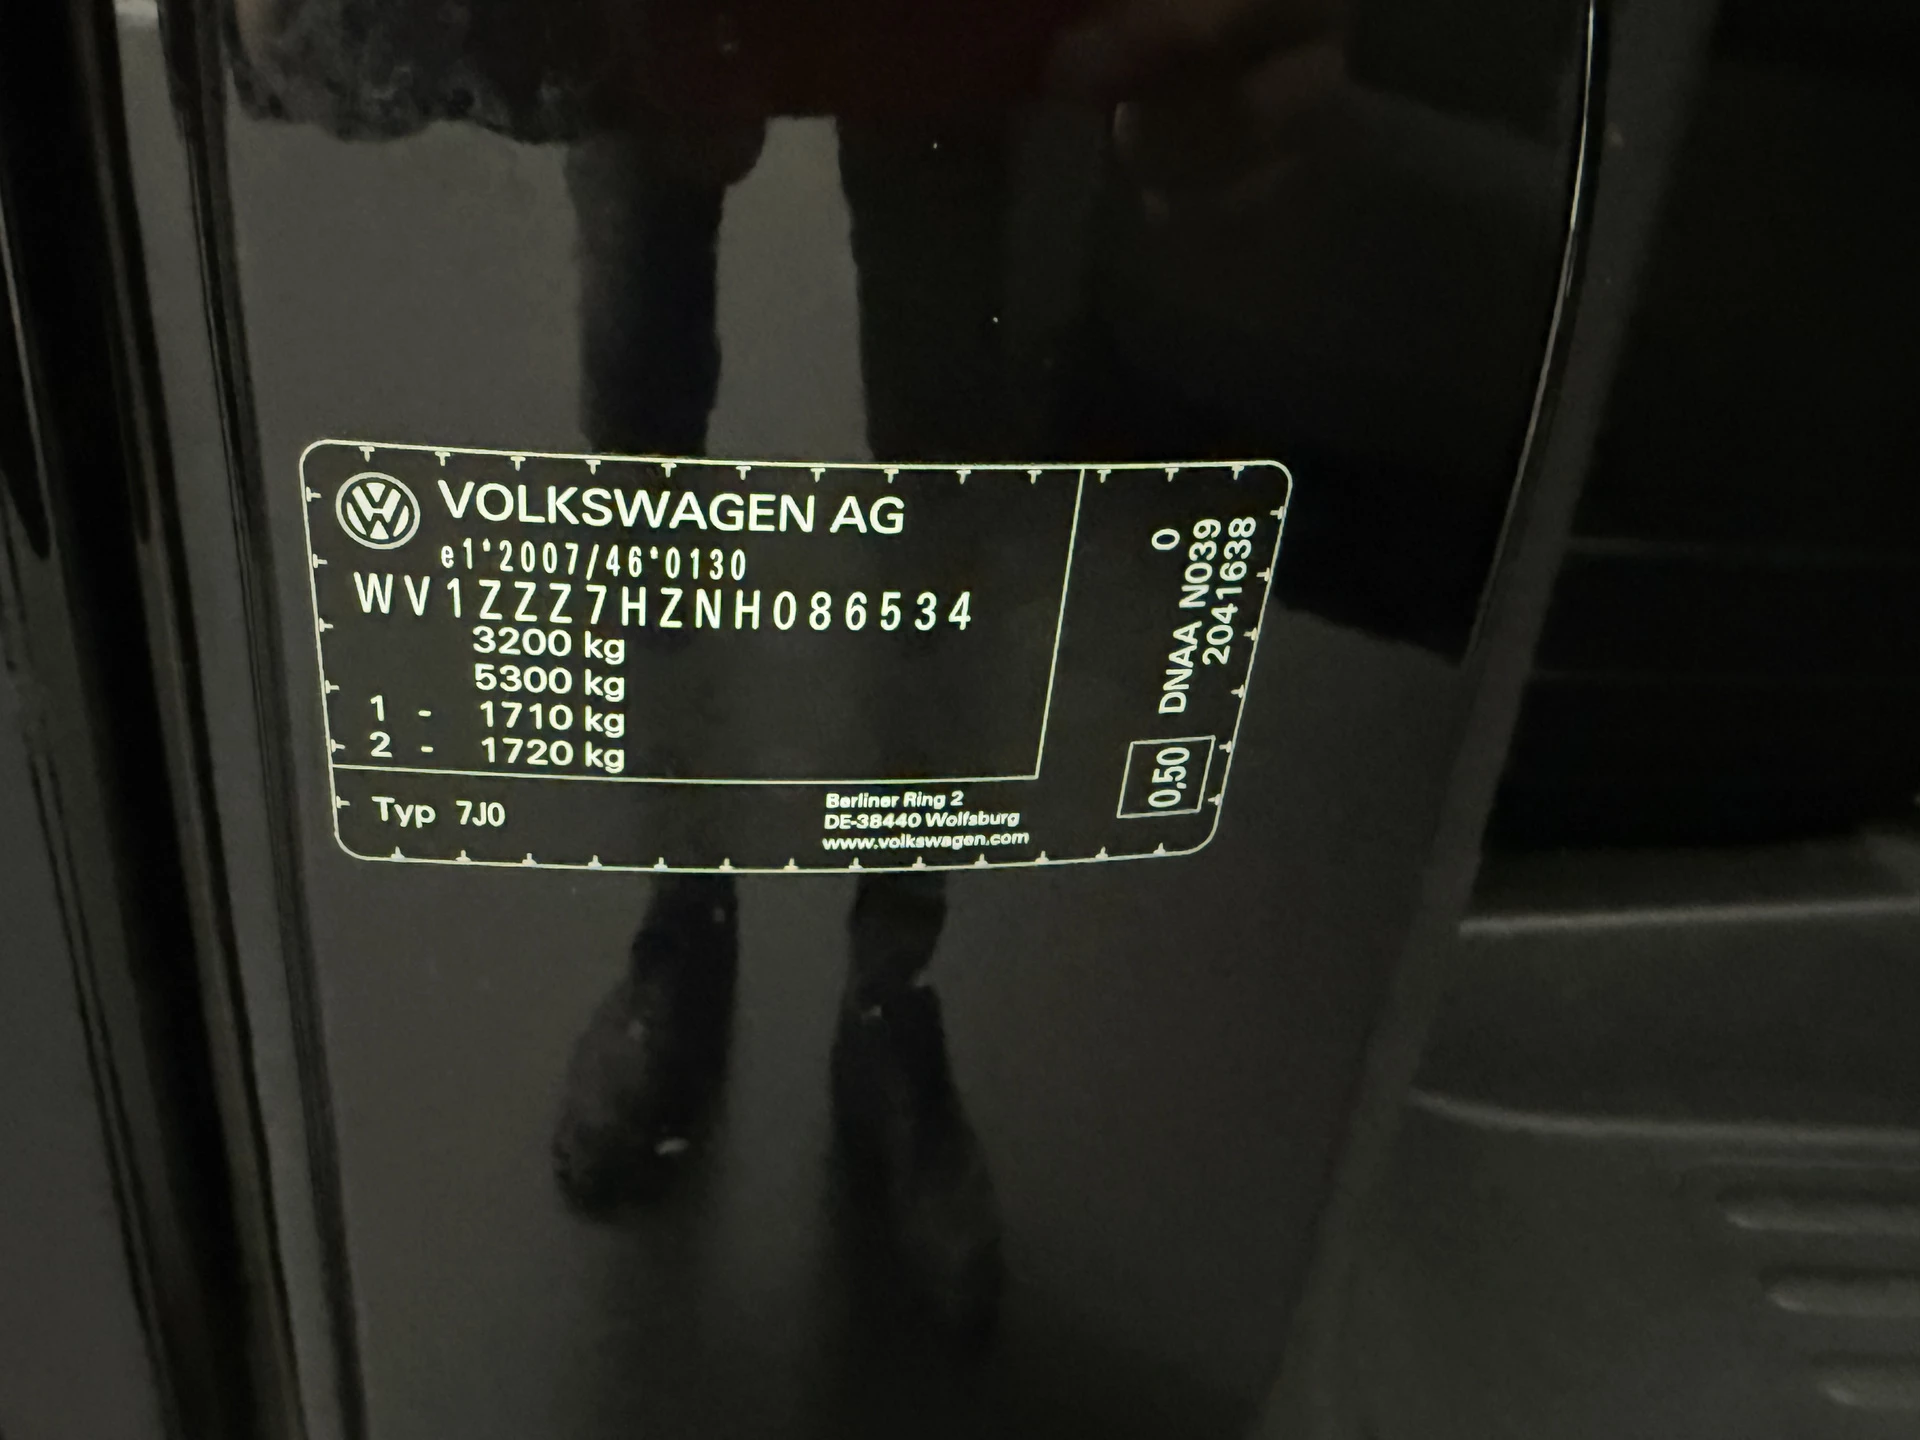 VOLKSWAGEN AG
e1*2007/46*0130
WV1ZZZ7HZNH086534
3200 kg
5300 kg
1 - 1710 kg
2 - 1720 kg
Typ 7J0
Berliner Ring 2
DE-38440 Wolfsburg
www.volkswagen.com
0,50
0
DNAA N039
2041638